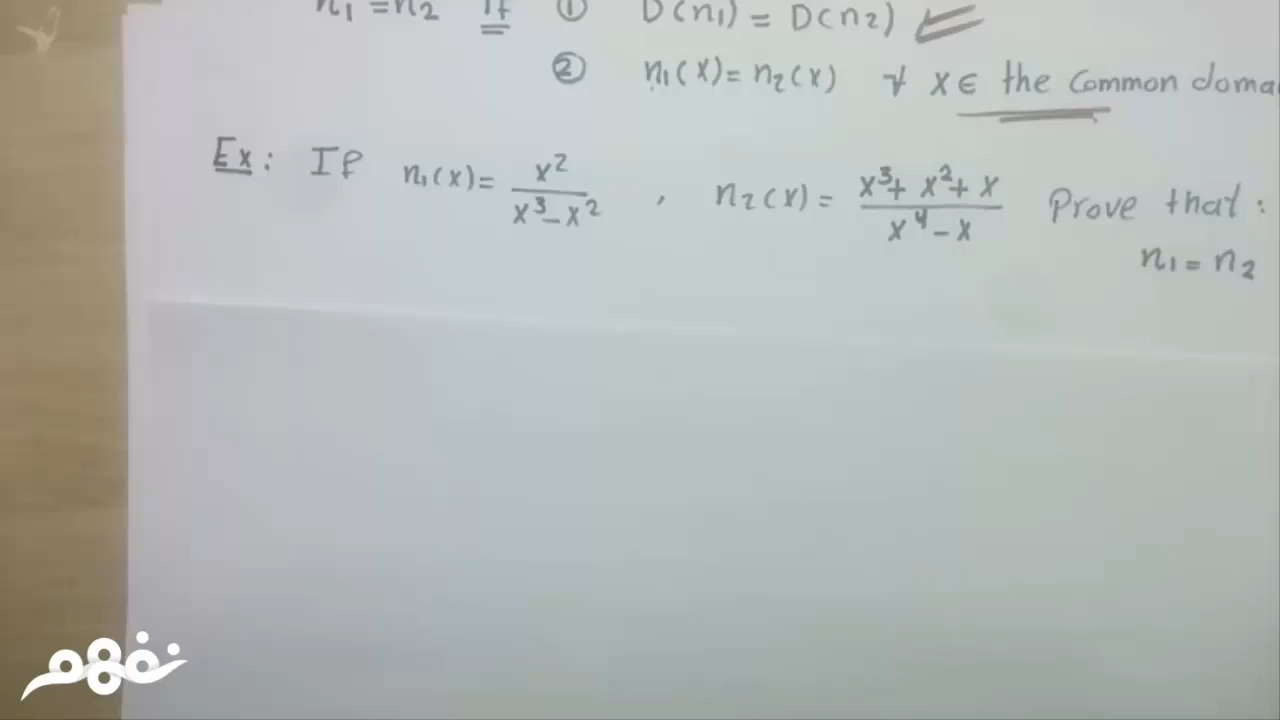 n₁ = n₂ If ① D(n₁) = D(n₂)
② n₁(x) = n₂(x) ∀ x ∈ the Common
Ex: If n₁(x) = x²/(x³ - x²) , n₂(x) = (x³ + x² + x)/(x⁴ - x) Prove that :
n₁ = n₂
نفهم